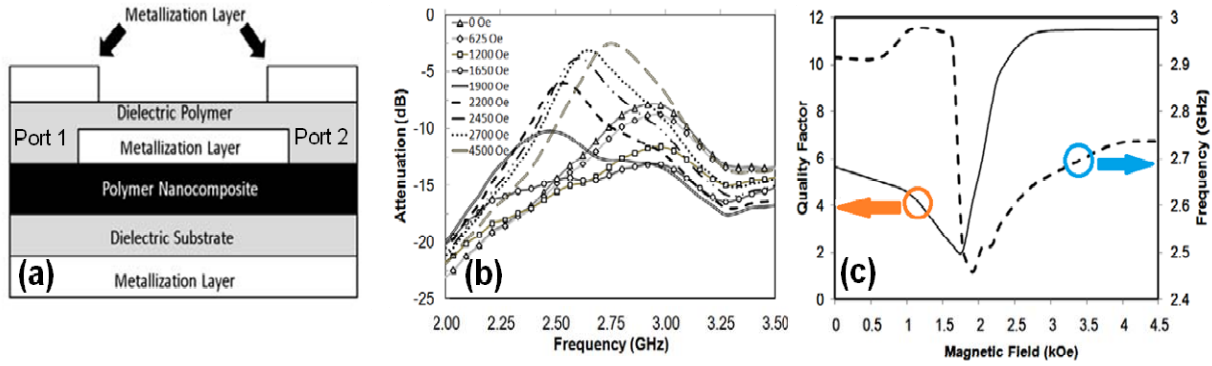 Metallization Layer
Dielectric Polymer
Port 1
Port 2
Metallization Layer
Polymer Nanocomposite
Dielectric Substrate
Metallization Layer
(a)
Attenuation (dB)
0
-5
-10
-15
-20
-25
0 Oe
625 Oe
1200 Oe
1650 Oe
1900 Oe
2200 Oe
2450 Oe
2700 Oe
4500 Oe
(b)
2.00 2.25 2.50 2.75 3.00 3.25 3.50
Frequency (GHz)
Quality Factor
12
10
8
6
4
2
0
(c)
0 0.5 1 1.5 2 2.5 3 3.5 4 4.5
Magnetic Field (kOe)
3
2.9
2.8
2.7
2.6
2.5
2.4
Frequency (GHz)